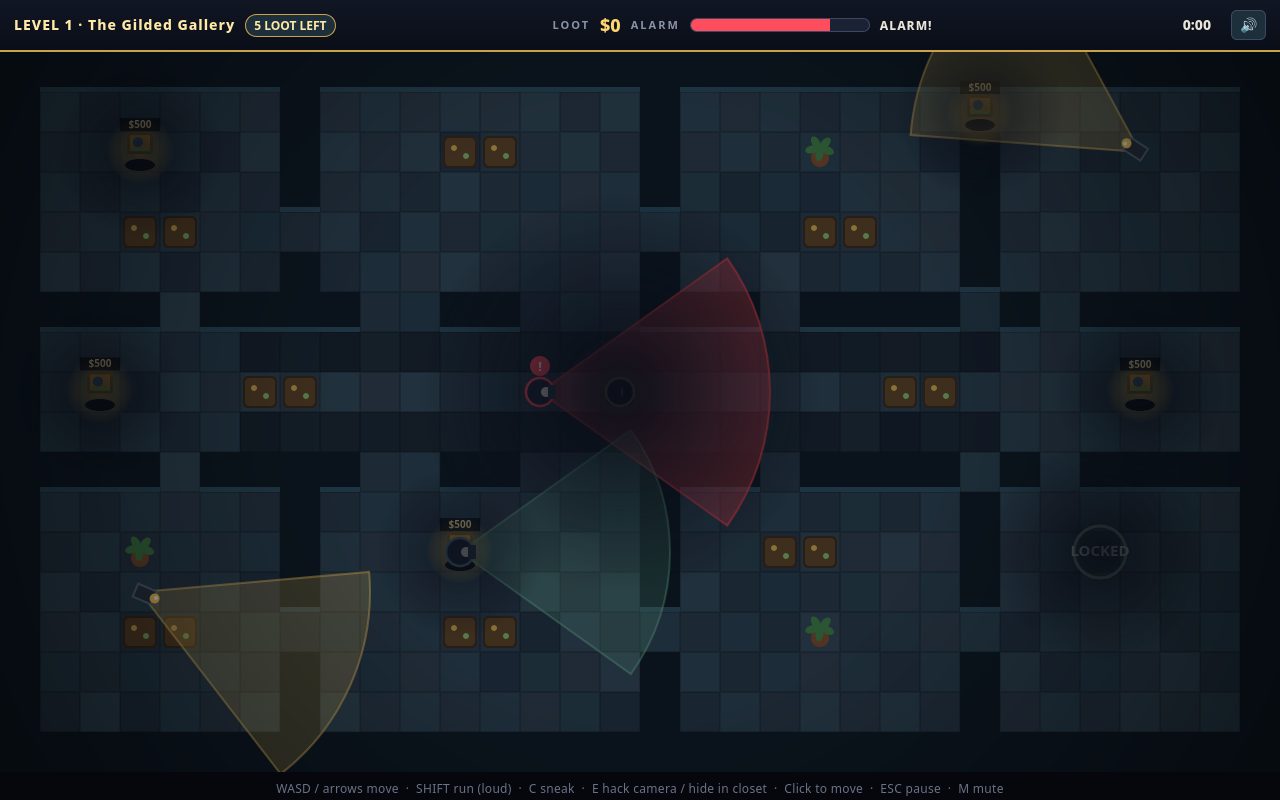 LEVEL 1 · The Gilded Gallery
5 LOOT LEFT
LOOT $0 ALARM ALARM!
0:00
$500
$500
!
$500
$500
$500
LOCKED
WASD / arrows move · SHIFT run (loud) · C sneak · E hack camera / hide in closet · Click to move · ESC pause · M mute